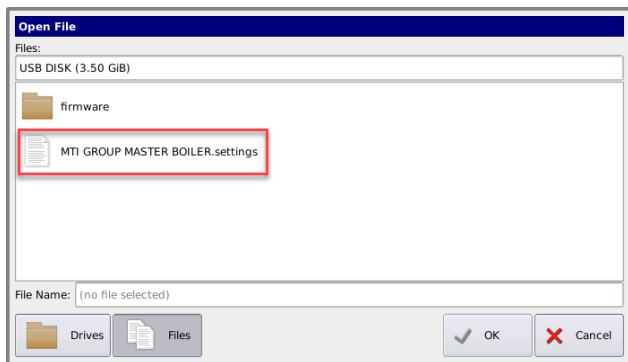 Open File
Files:
USB DISK (3.50 GiB)
firmware
MTI GROUP MASTER BOILER.settings
File Name: (no file selected)
Drives Files OK Cancel